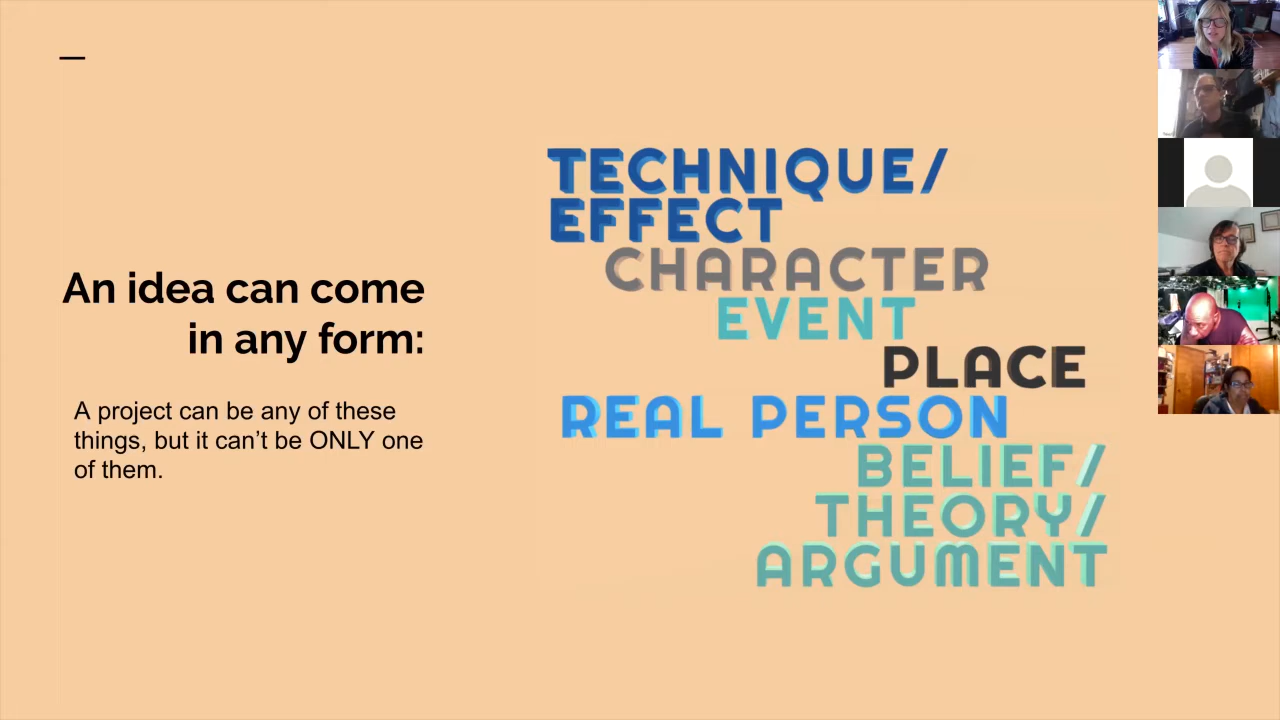 An idea can come
in any form:
A project can be any of these
things, but it can’t be ONLY one
of them.
TECHNIQUE/
EFFECT
CHARACTER
EVENT
PLACE
REAL PERSON
BELIEF/
THEORY/
ARGUMENT